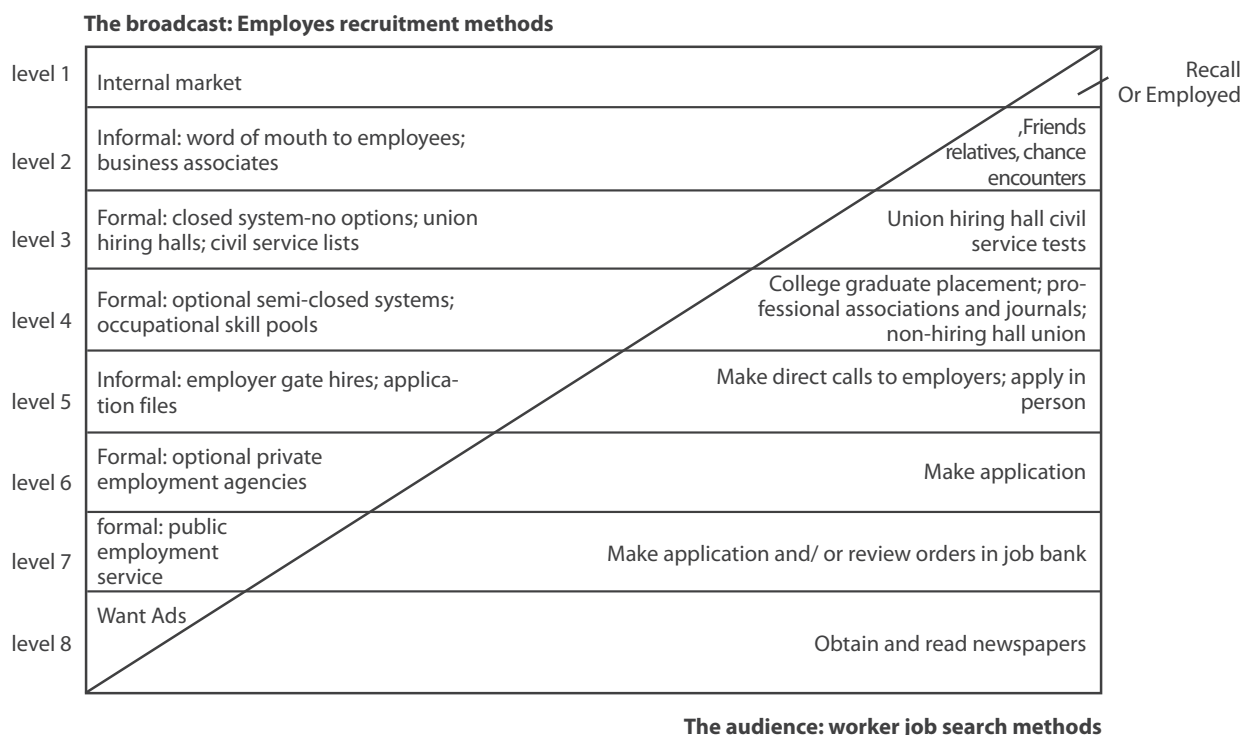 The broadcast: Employes recruitment methods
level 1
Internal market
Recall
Or Employed
level 2
Informal: word of mouth to employees;
business associates
,Friends
relatives, chance
encounters
level 3
Formal: closed system-no options; union
hiring halls; civil service lists
Union hiring hall civil
service tests
level 4
Formal: optional semi-closed systems;
occupational skill pools
College graduate placement; pro-
fessional associations and journals;
non-hiring hall union
level 5
Informal: employer gate hires; applica-
tion files
Make direct calls to employers; apply in
person
level 6
Formal: optional private
employment agencies
Make application
level 7
formal: public
employment
service
Make application and/ or review orders in job bank
level 8
Want Ads
Obtain and read newspapers
The audience: worker job search methods